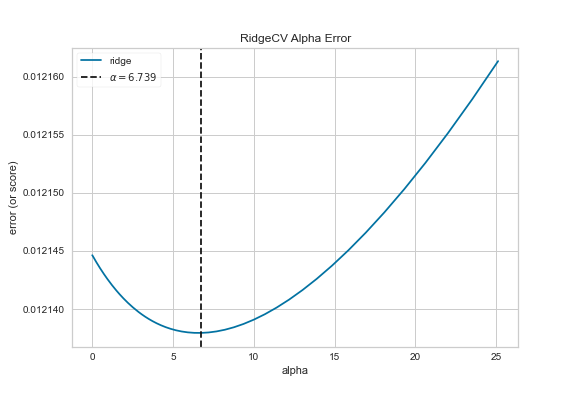 RidgeCV Alpha Error
ridge
α = 6.739
0.012160
0.012155
0.012150
0.012145
0.012140
error (or score)
0 5 10 15 20 25
alpha